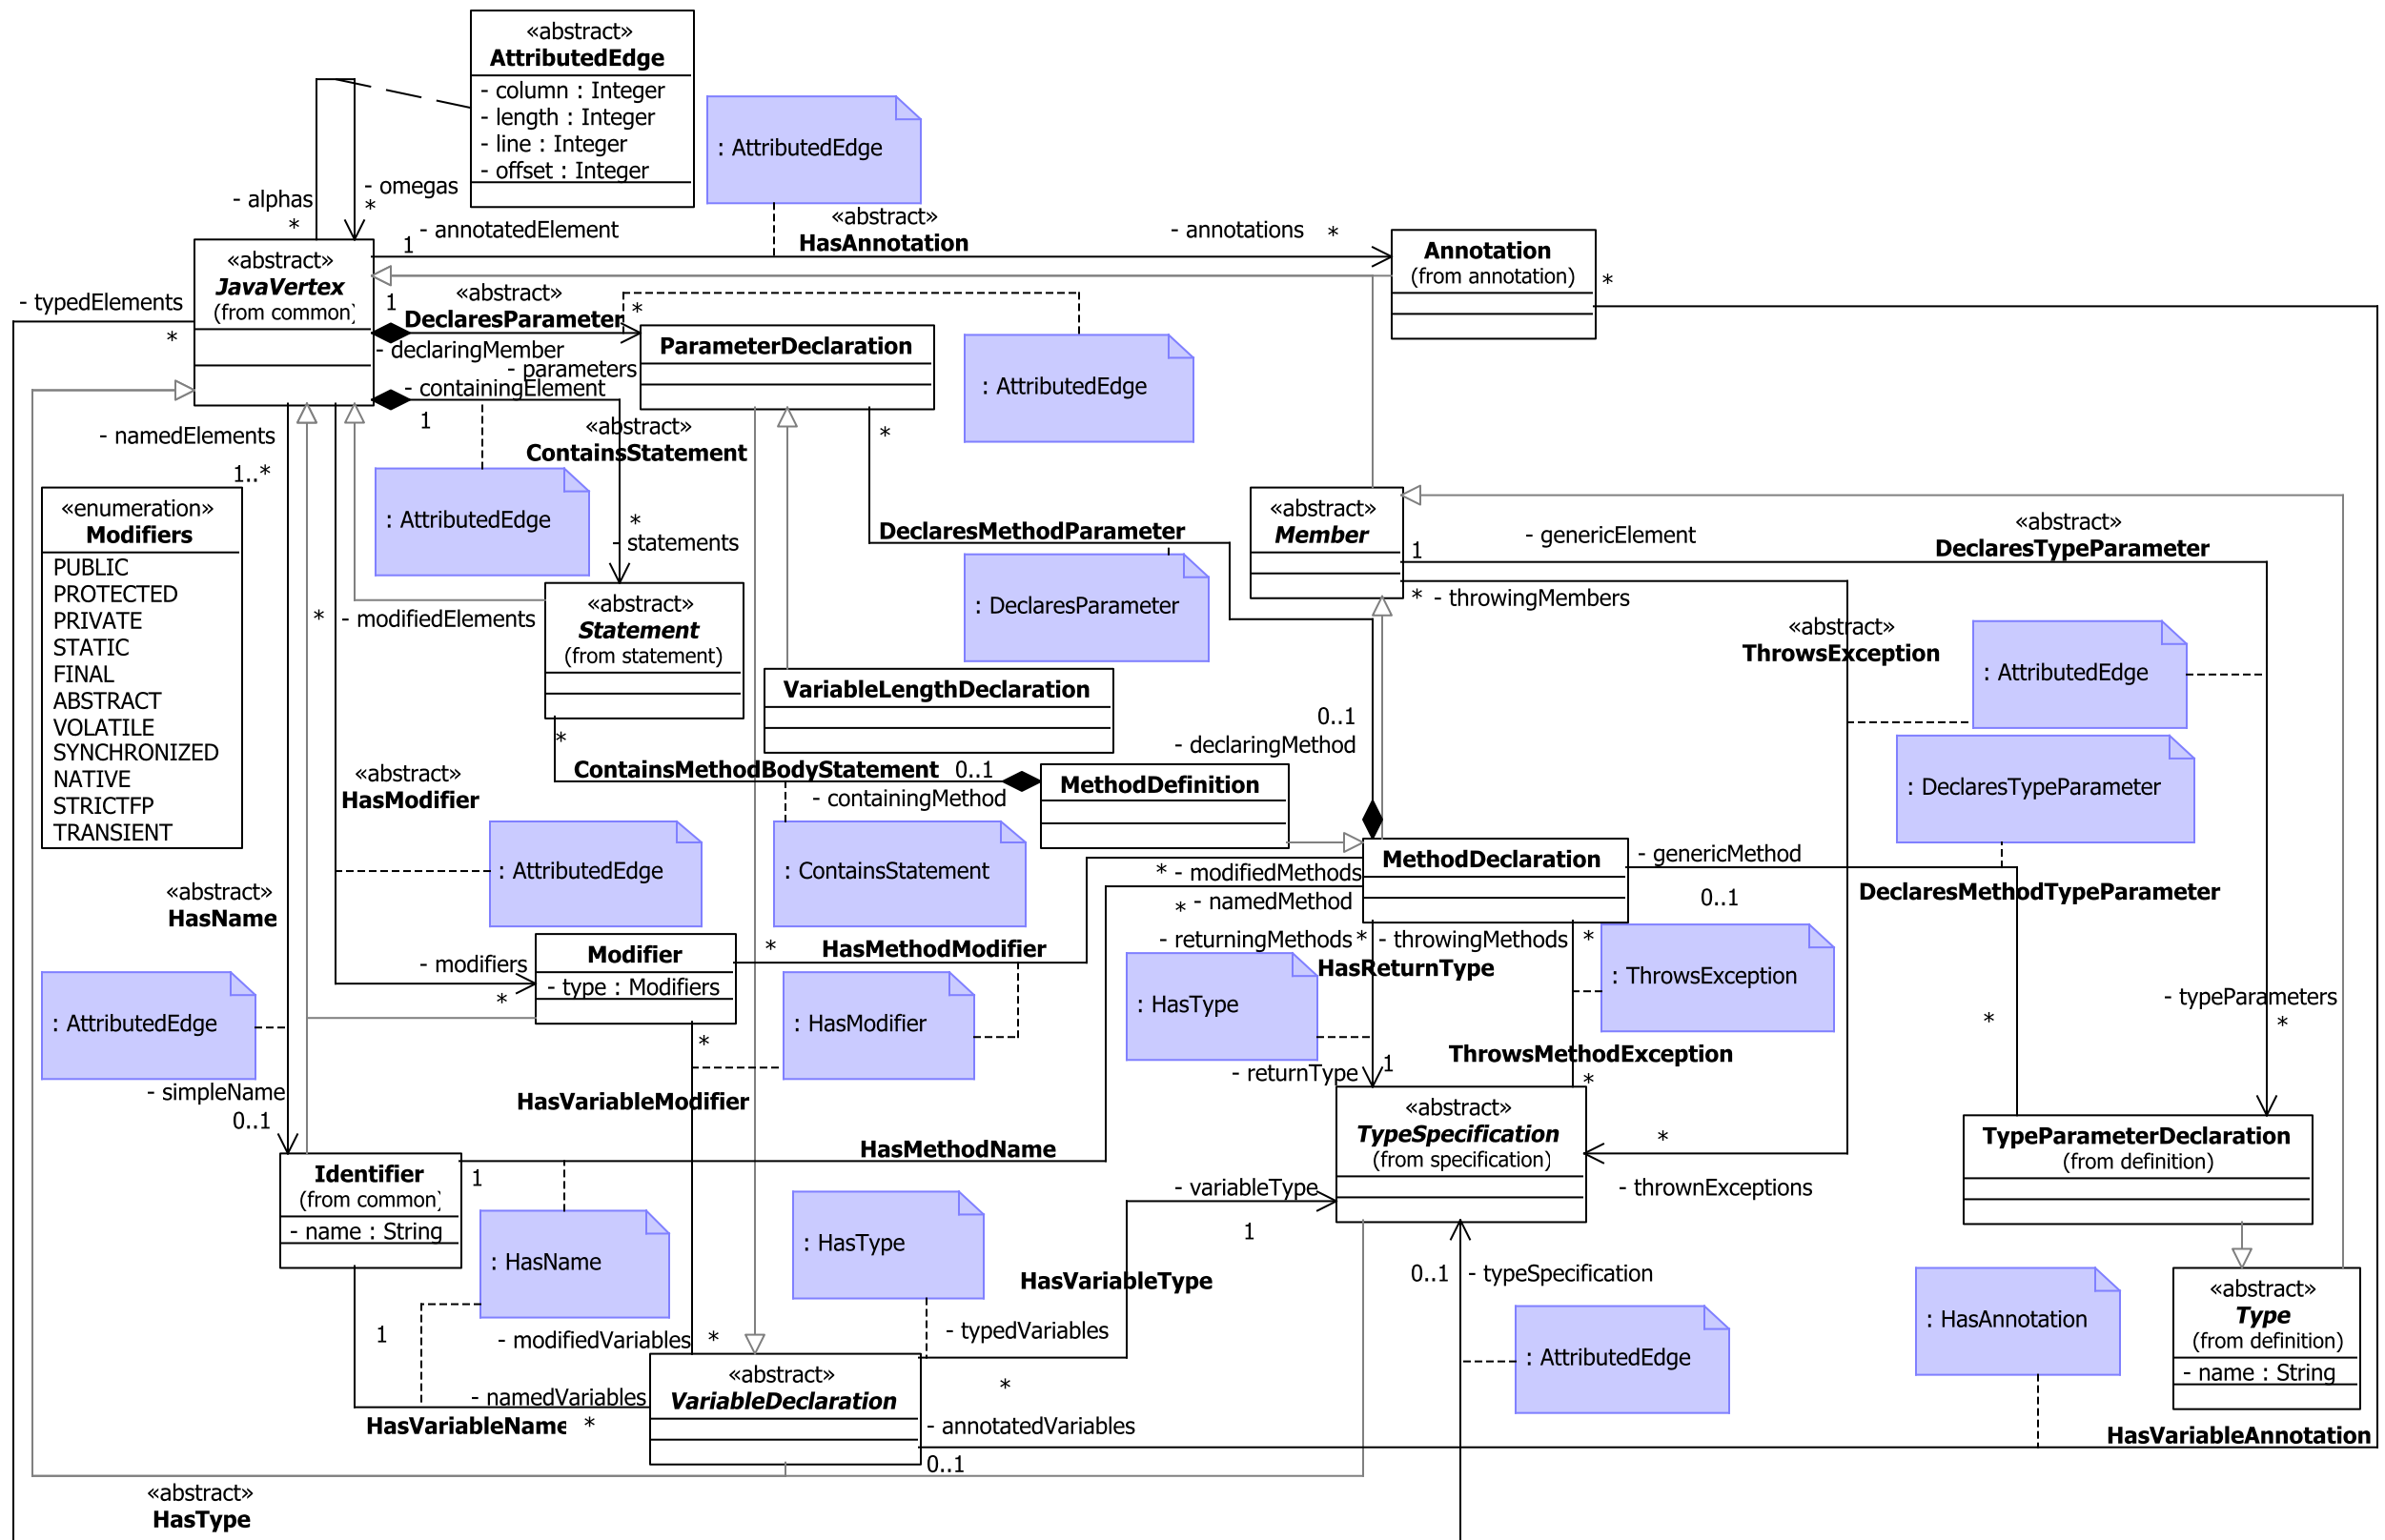 «abstract»
AttributedEdge
- column : Integer
- length : Integer
- line : Integer
- offset : Integer
: AttributedEdge
- alphas
*
- omegas
*
- annotatedElement
1
«abstract»
HasAnnotation
- annotations
*
Annotation
(from annotation)
*
«abstract»
JavaVertex
(from common)
- typedElements
*
1
«abstract»
DeclaresParameter
*
- declaringMember
- parameters
ParameterDeclaration
: AttributedEdge
- containingElement
1
«abstract»
ContainsStatement
*
- statements
: AttributedEdge
- namedElements
1..*
«enumeration»
Modifiers
PUBLIC
PROTECTED
PRIVATE
STATIC
FINAL
ABSTRACT
VOLATILE
SYNCHRONIZED
NATIVE
STRICTFP
TRANSIENT
*
- modifiedElements
«abstract»
Statement
(from statement)
*
DeclaresMethodParameter
: DeclaresParameter
«abstract»
Member
1
- genericElement
«abstract»
DeclaresTypeParameter
* - throwingMembers
«abstract»
ThrowsException
: AttributedEdge
VariableLengthDeclaration
0..1
- declaringMethod
: DeclaresTypeParameter
*
ContainsMethodBodyStatement
0..1
- containingMethod
MethodDefinition
: ContainsStatement
«abstract»
HasModifier
: AttributedEdge
MethodDeclaration
- genericMethod
0..1
DeclaresMethodTypeParameter
* - modifiedMethods
* - namedMethod
«abstract»
HasName
- returningMethods *
- throwingMethods *
HasReturnType
: HasType
: ThrowsException
Modifier
- type : Modifiers
*
HasMethodModifier
- modifiers
*
: AttributedEdge
: HasModifier
*
- typeParameters
*
*
HasVariableModifier
- simpleName
0..1
- returnType
1
ThrowsMethodException
*
«abstract»
TypeSpecification
(from specification)
*
- thrownExceptions
TypeParameterDeclaration
(from definition)
Identifier
(from common)
- name : String
1
HasMethodName
: HasName
: HasType
- variableType
1
HasVariableType
0..1
- typeSpecification
: AttributedEdge
: HasAnnotation
«abstract»
Type
(from definition)
- name : String
1
- modifiedVariables
*
- typedVariables
*
- namedVariables
HasVariableName
*
«abstract»
VariableDeclaration
- annotatedVariables
0..1
HasVariableAnnotation
«abstract»
HasType